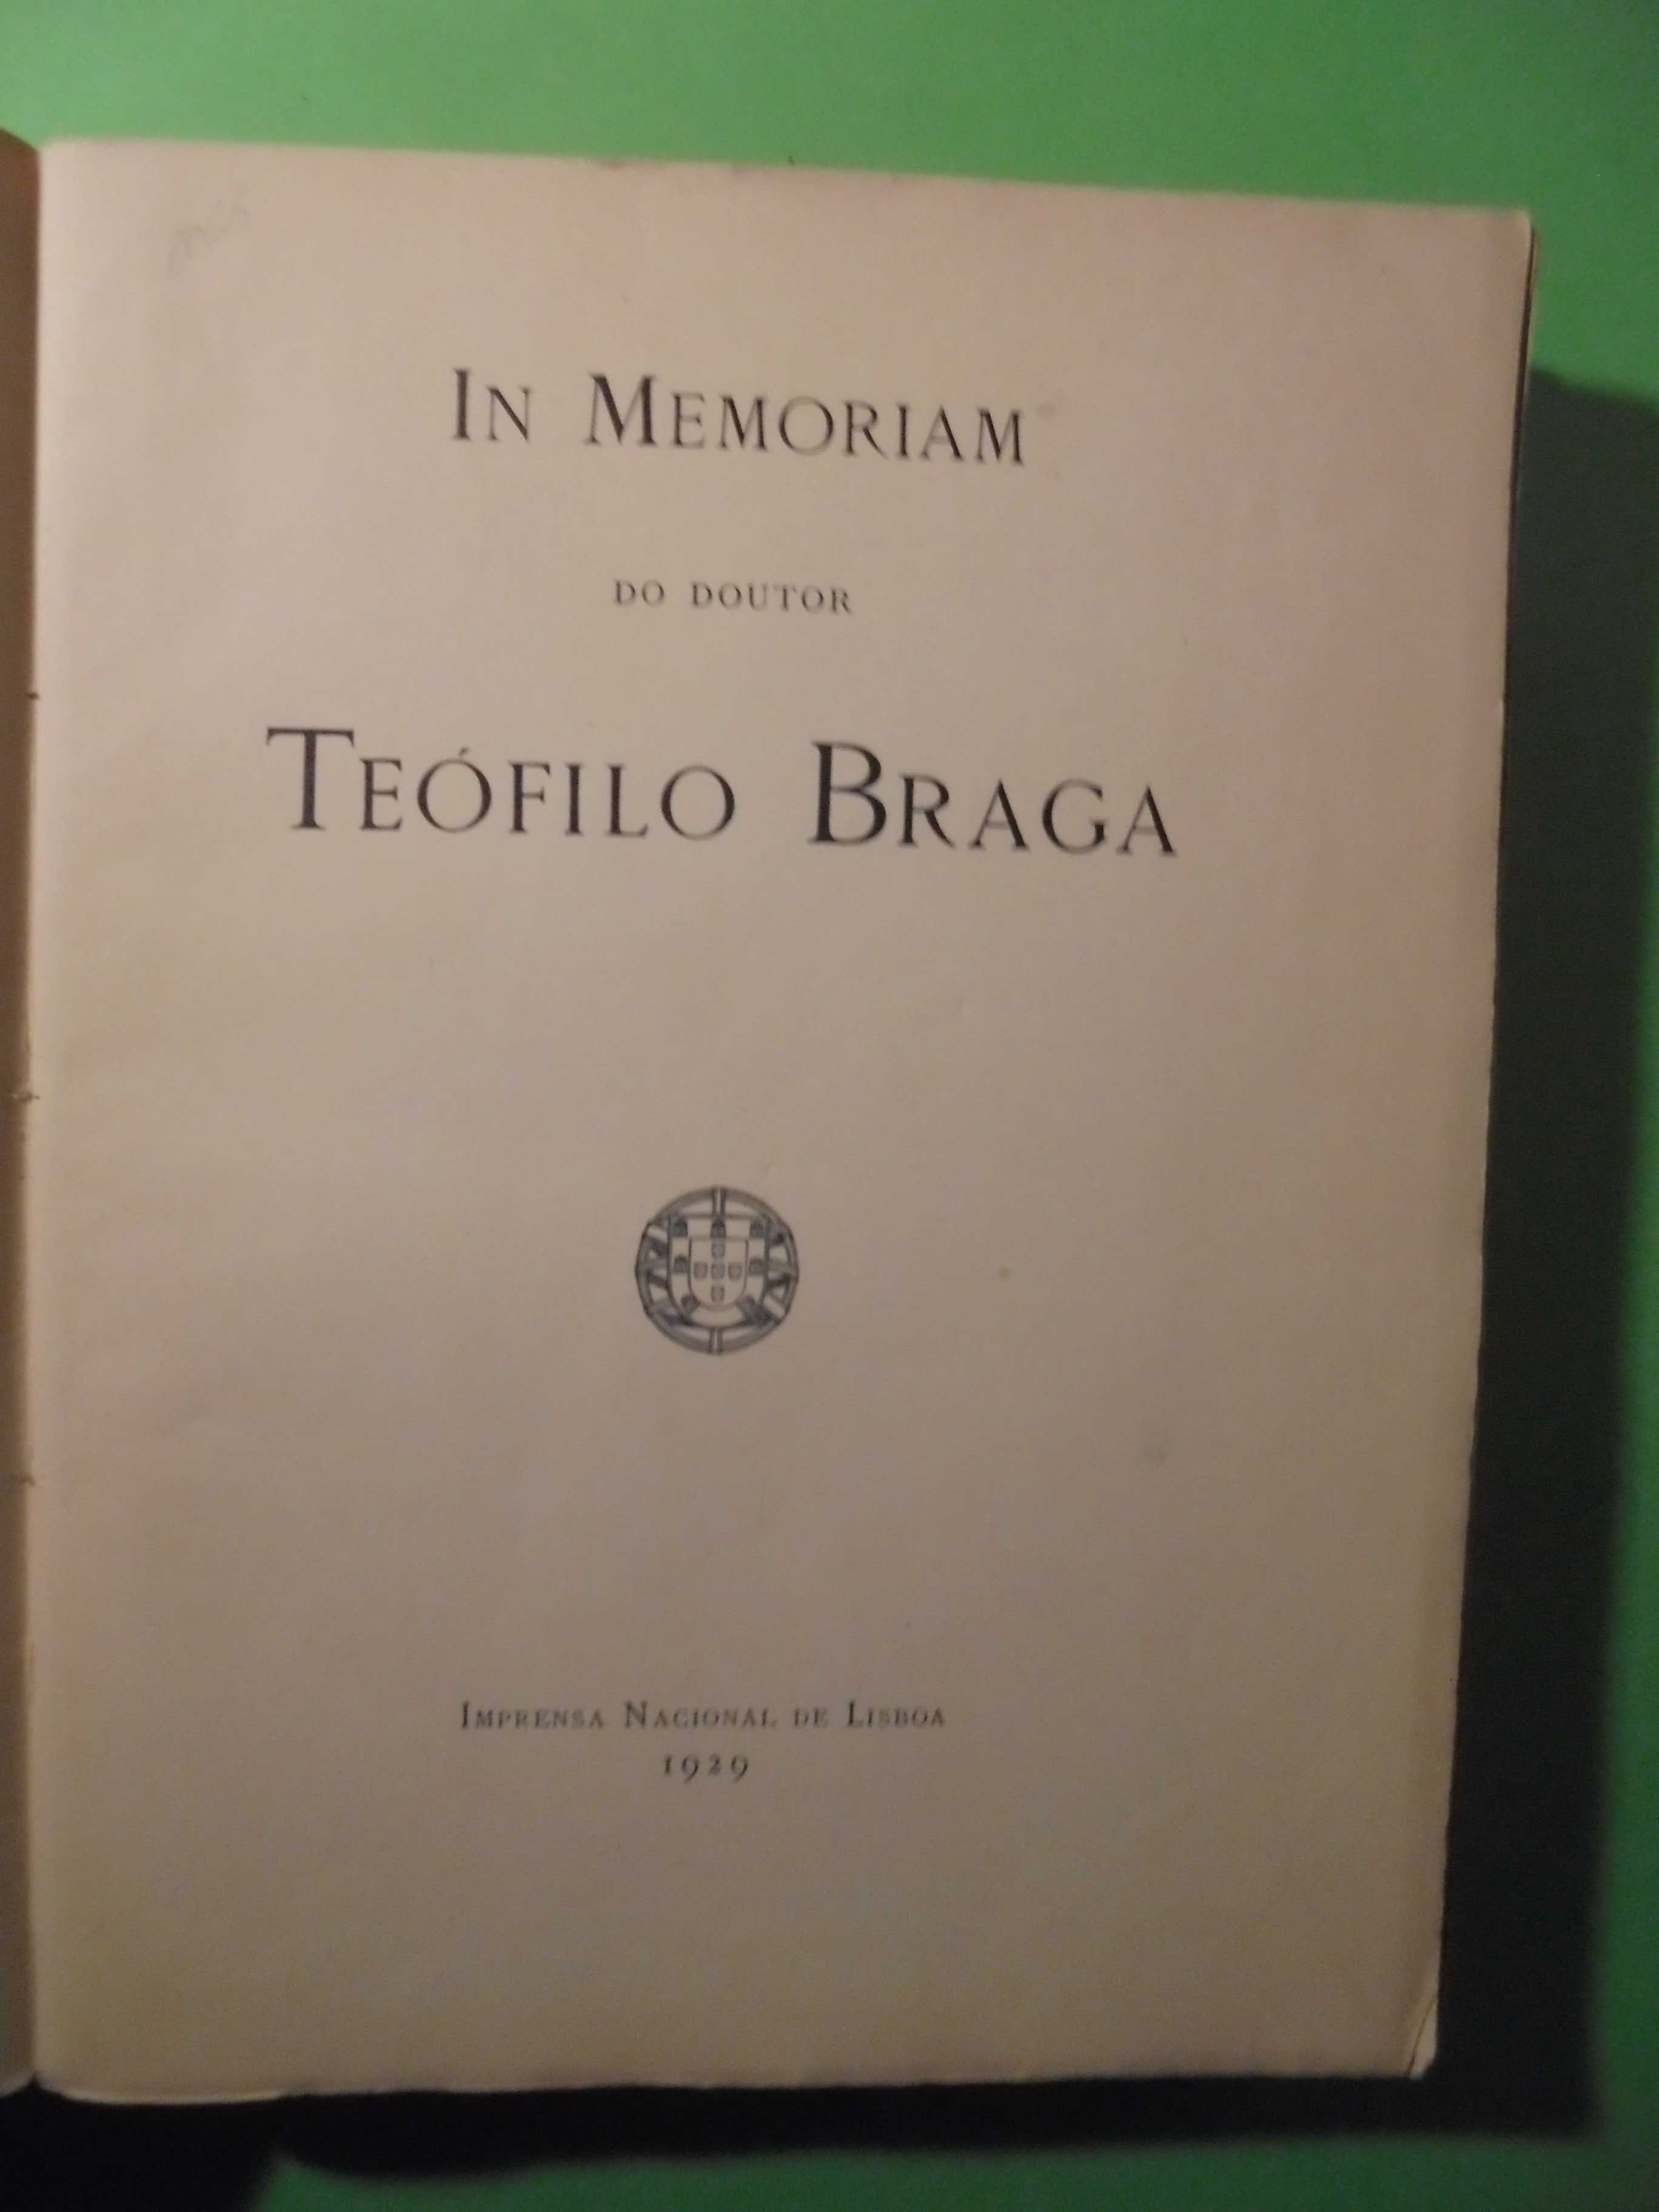 In Memoriam
do doutor
Teófilo Braga
Imprensa Nacional de Lisboa
1929